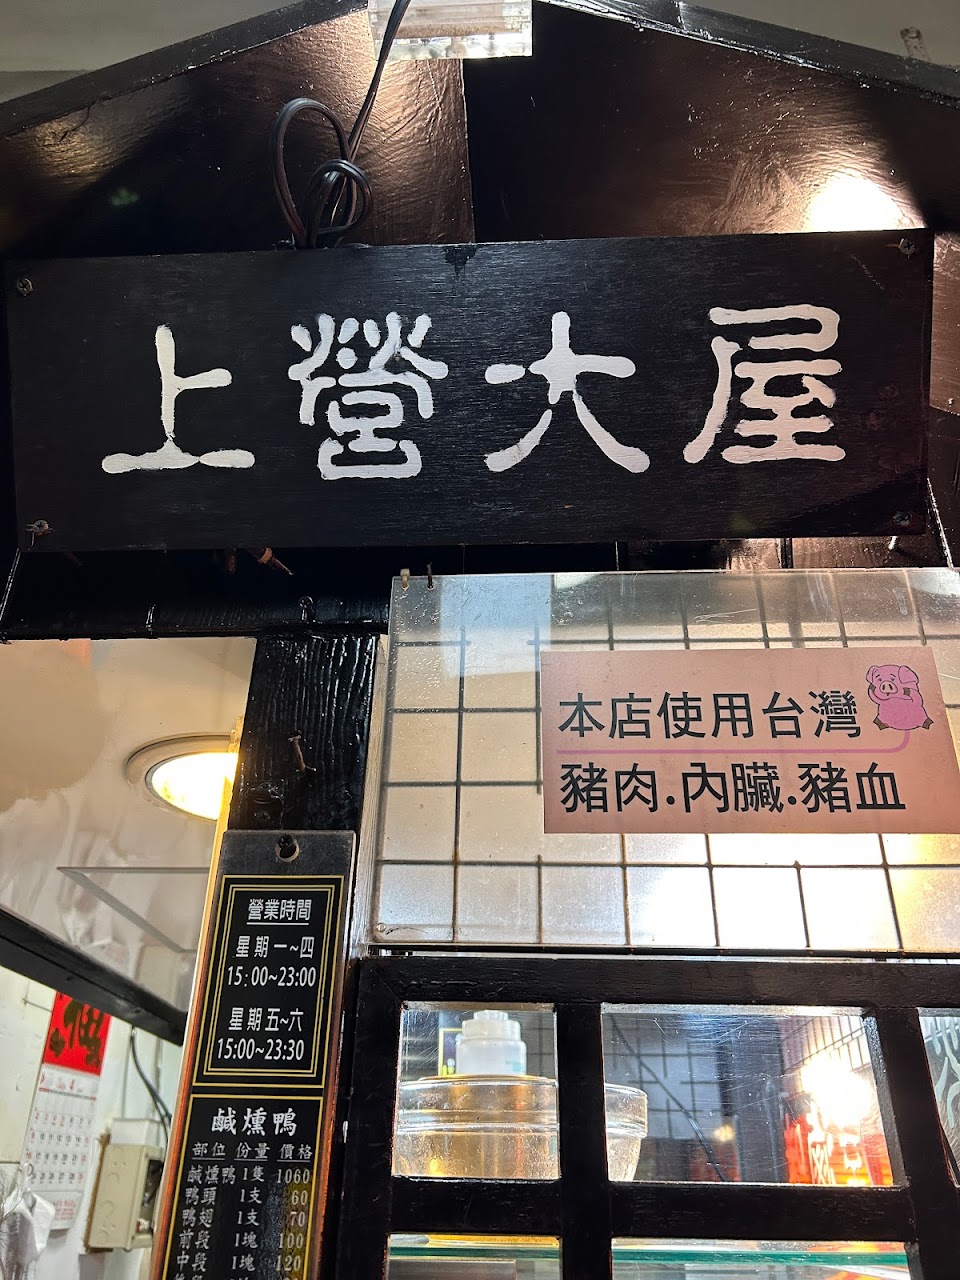 上營大屋
本店使用台灣
豬肉.內臟.豬血
營業時間
星期一~四
15:00~23:00
星期五~六
15:00~23:30
鹹燻鴨
部位 份量 價格
鹹燻鴨 1隻 1060
鴨頭 1支 60
鴨翅 1支 70
前段 1塊 100
中段 1塊 120